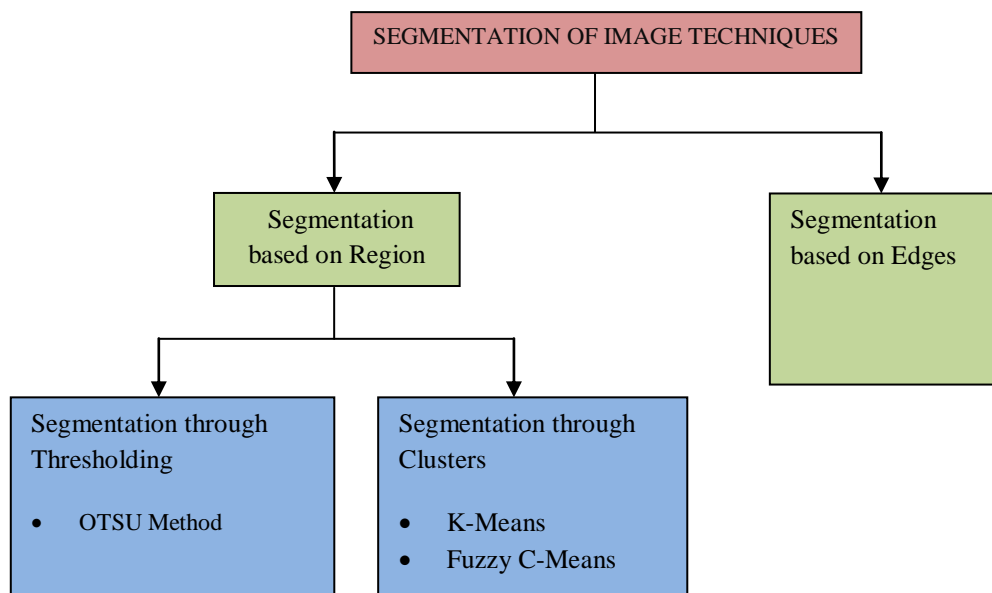 SEGMENTATION OF IMAGE TECHNIQUES
Segmentation
based on Region
Segmentation
based on Edges
Segmentation through
Thresholding
• OTSU Method
Segmentation through
Clusters
• K-Means
• Fuzzy C-Means